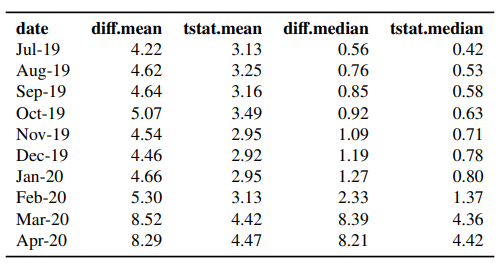 date diff.mean tstat.mean diff.median tstat.median
Jul-19 4.22 3.13 0.56 0.42
Aug-19 4.62 3.25 0.76 0.53
Sep-19 4.64 3.16 0.85 0.58
Oct-19 5.07 3.49 0.92 0.63
Nov-19 4.54 2.95 1.09 0.71
Dec-19 4.46 2.92 1.19 0.78
Jan-20 4.66 2.95 1.27 0.80
Feb-20 5.30 3.13 2.33 1.37
Mar-20 8.52 4.42 8.39 4.36
Apr-20 8.29 4.47 8.21 4.42